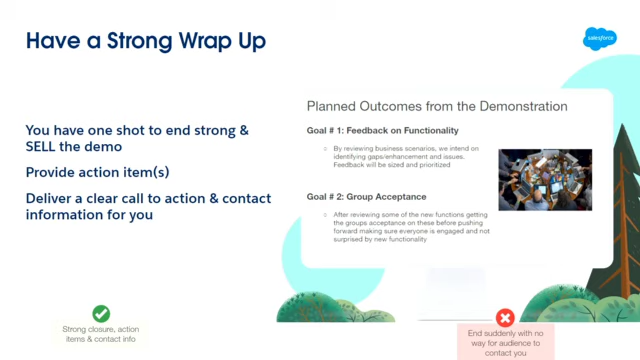 Have a Strong Wrap Up
salesforce
You have one shot to end strong &
SELL the demo
Provide action item(s)
Deliver a clear call to action & contact
information for you
Planned Outcomes from the Demonstration
Goal # 1: Feedback on Functionality
○ By reviewing business scenarios, we intend on
identifying gaps/enhancement and issues.
Feedback will be sized and prioritized
Goal # 2: Group Acceptance
○ After reviewing some of the new functions getting
the groups acceptance on these before pushing
forward making sure everyone is engaged and not
surprised by new functionality
Strong closure, action
items & contact info
End suddenly with no
way for audience to
contact you